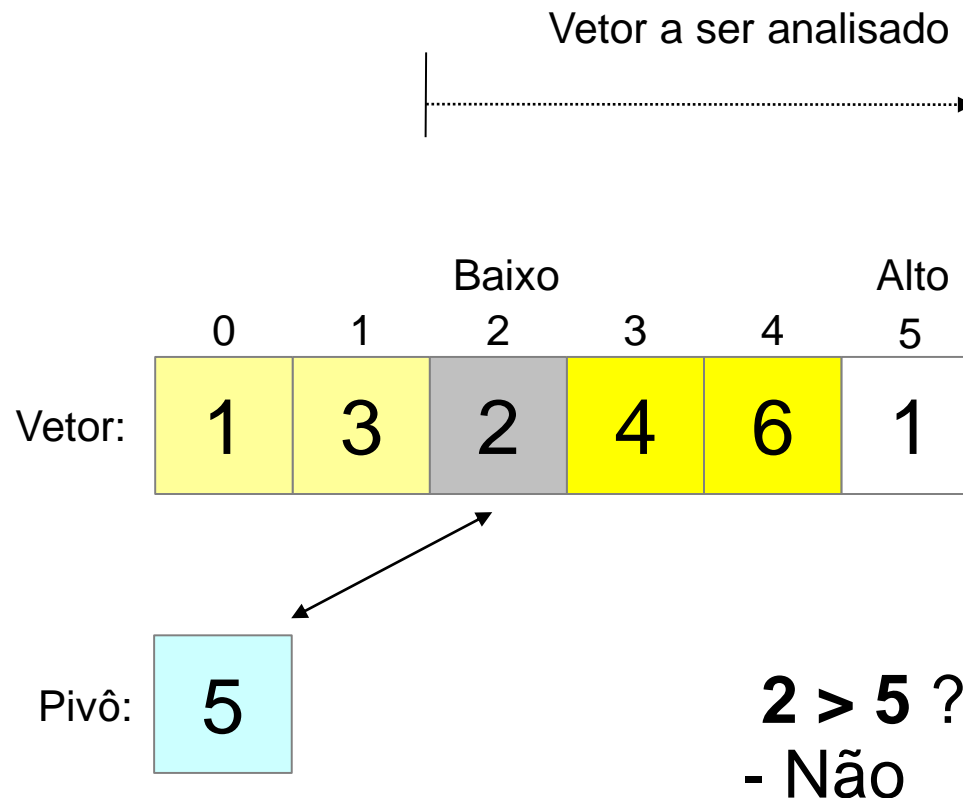 Vetor a ser analisado
Baixo Alto
0 1 2 3 4 5
Vetor: 1 3 2 4 6 1
Pivô: 5
2 > 5 ?
- Não